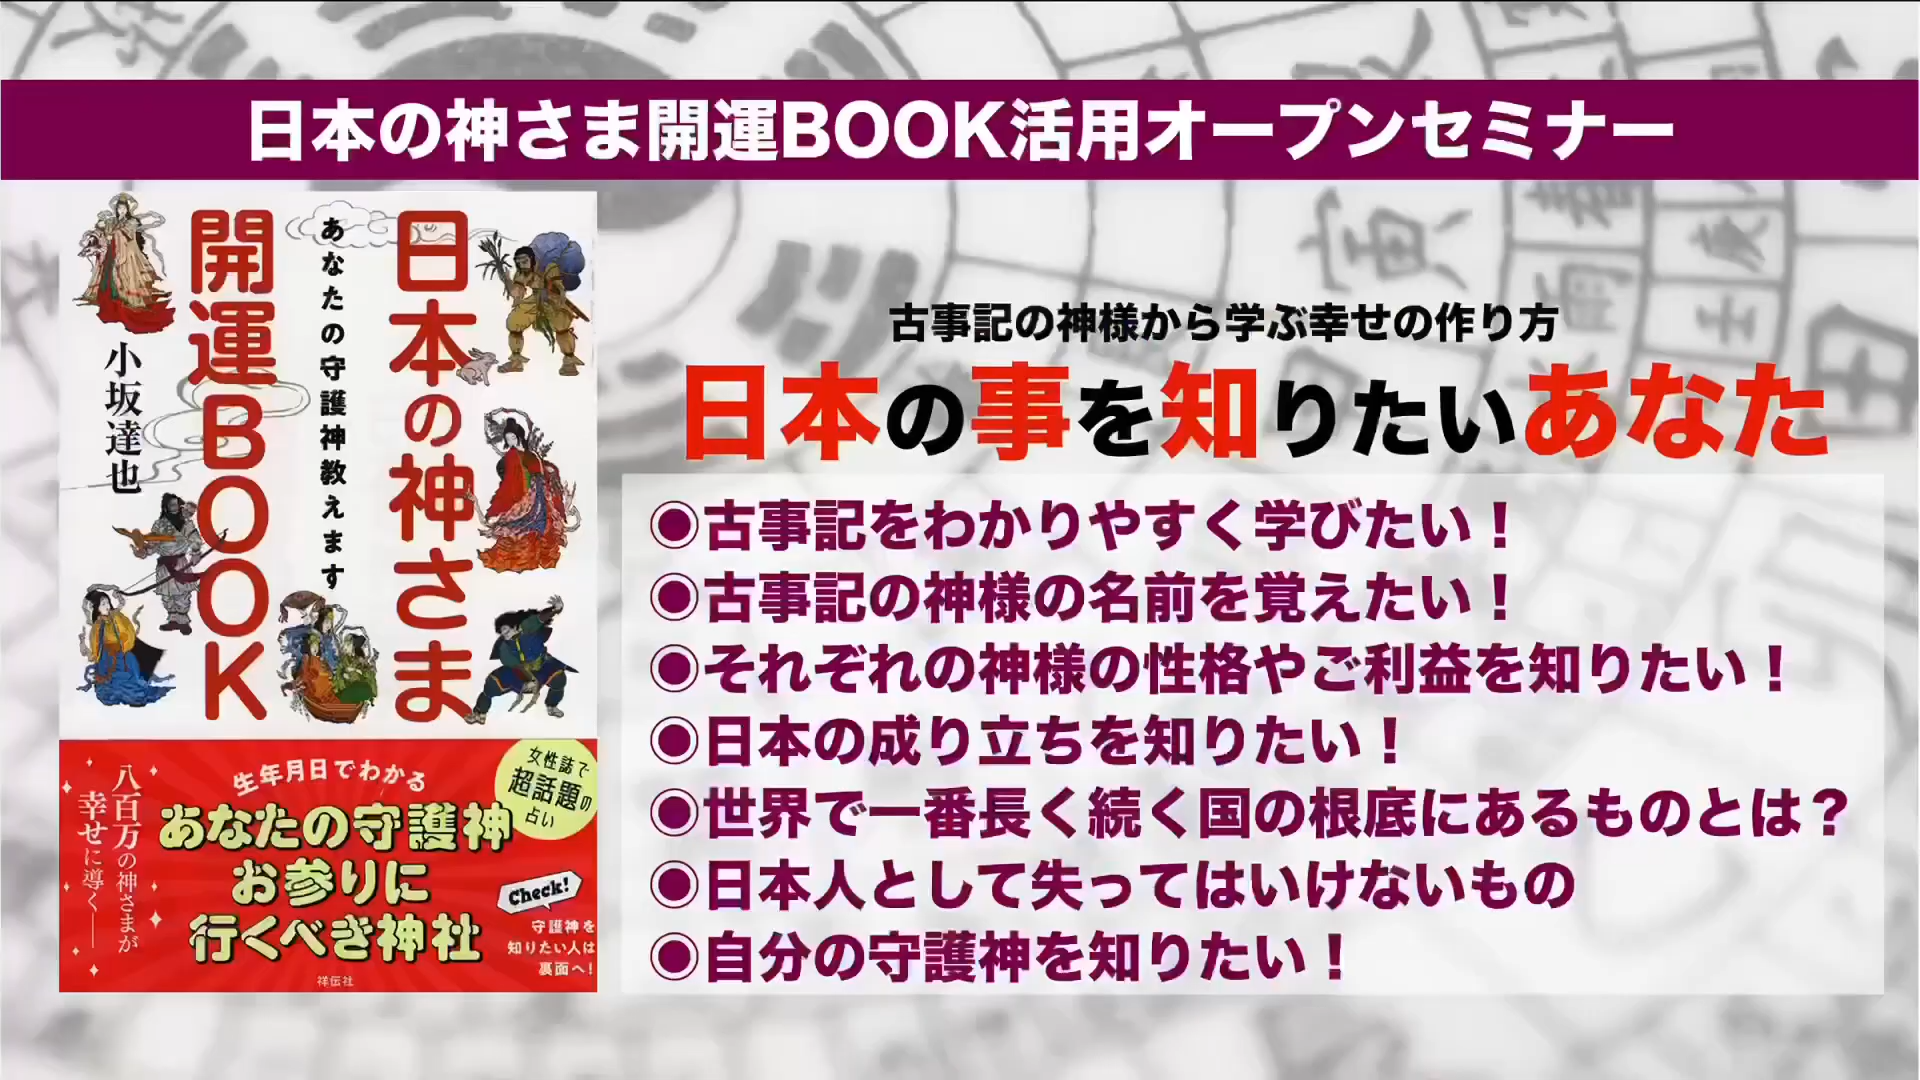 日本の神さま開運BOOK活用オープンセミナー
日本の神さま
あなたの守護神教えます
開運BOOK
小坂達也
女性誌で
超話題の
占い
生年月日でわかる
あなたの守護神
お参りに
行くべき神社
八百万の神さまが
幸せに導く――
Check!
守護神を
知りたい人は
裏面へ!
祥伝社
古事記の神様から学ぶ幸せの作り方
日本の事を知りたいあなた
◉古事記をわかりやすく学びたい！
◉古事記の神様の名前を覚えたい！
◉それぞれの神様の性格やご利益を知りたい！
◉日本の成り立ちを知りたい！
◉世界で一番長く続く国の根底にあるものとは？
◉日本人として失ってはいけないもの
◉自分の守護神を知りたい！
寅